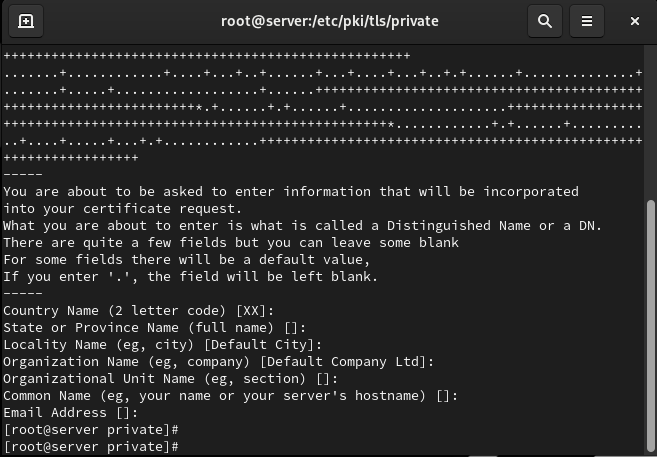 root@server:/etc/pki/tls/private
+++++++++++++++++++++++++++++++++++++++++++++++++++
.......+............+....+...+..+......+...+....+...+..+.+......+..............+
.......+.....+..................+......+++++++++++++++++++++++++++++++++++++++++
++++++++++++++++++++++++*.+......+.+......+....................+++++++++++++++++
++++++++++++++++++++++++++++++++++++++++++++++++*............+.+......+.........
..+....+.....+...+.+............++++++++++++++++++++++++++++++++++++++++++++++++
+++++++++++++++++
-----
You are about to be asked to enter information that will be incorporated
into your certificate request.
What you are about to enter is what is called a Distinguished Name or a DN.
There are quite a few fields but you can leave some blank
For some fields there will be a default value,
If you enter '.', the field will be left blank.
-----
Country Name (2 letter code) [XX]:
State or Province Name (full name) []:
Locality Name (eg, city) [Default City]:
Organization Name (eg, company) [Default Company Ltd]:
Organizational Unit Name (eg, section) []:
Common Name (eg, your name or your server's hostname) []:
Email Address []:
[root@server private]#
[root@server private]#